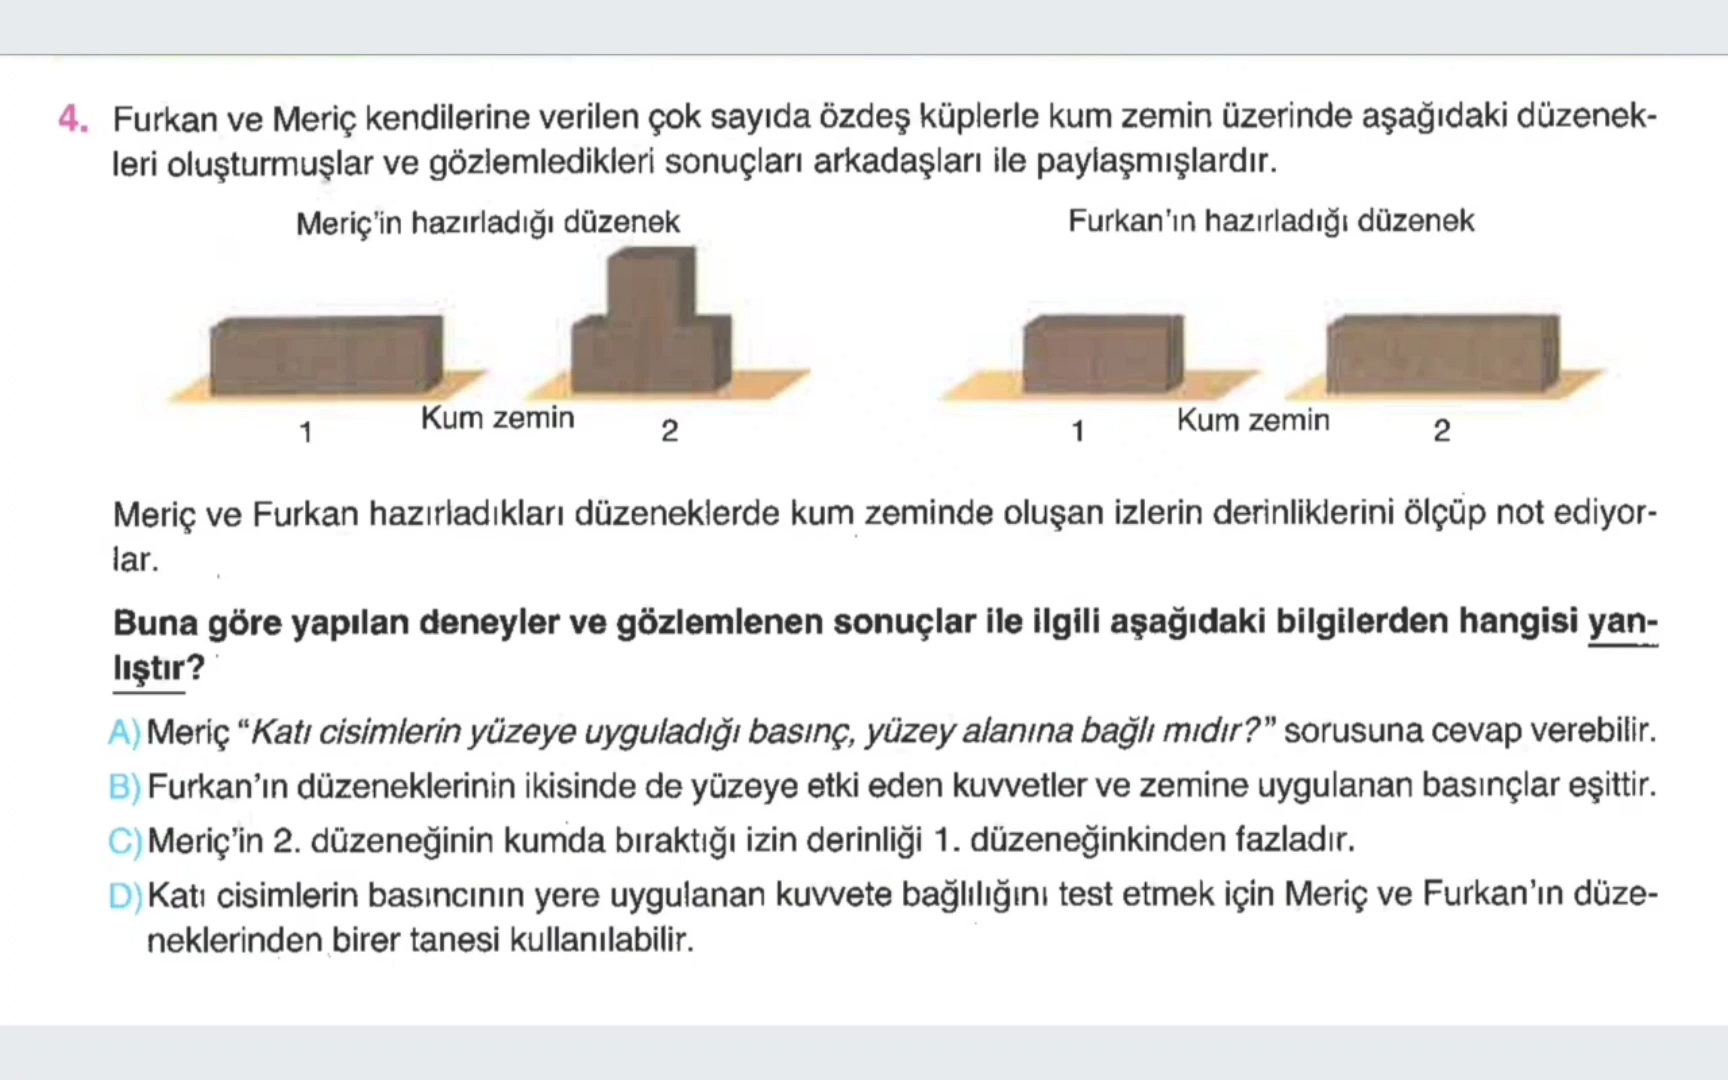 4. Furkan ve Meriç kendilerine verilen çok sayıda özdeş küplerle kum zemin üzerinde aşağıdaki düzenek-
leri oluşturmuşlar ve gözlemledikleri sonuçları arkadaşları ile paylaşmışlardır.
Meriç'in hazırladığı düzenek
Furkan'ın hazırladığı düzenek
1 Kum zemin 2
1 Kum zemin 2
Meriç ve Furkan hazırladıkları düzeneklerde kum zeminde oluşan izlerin derinliklerini ölçüp not ediyor-
lar.
Buna göre yapılan deneyler ve gözlemlenen sonuçlar ile ilgili aşağıdaki bilgilerden hangisi yan-
lıştır?
A) Meriç “Katı cisimlerin yüzeye uyguladığı basınç, yüzey alanına bağlı mıdır?” sorusuna cevap verebilir.
B) Furkan'ın düzeneklerinin ikisinde de yüzeye etki eden kuvvetler ve zemine uygulanan basınçlar eşittir.
C) Meriç'in 2. düzeneğinin kumda bıraktığı izin derinliği 1. düzeneğinkinden fazladır.
D) Katı cisimlerin basıncının yere uygulanan kuvvete bağlılığını test etmek için Meriç ve Furkan'ın düze-
neklerinden birer tanesi kullanılabilir.